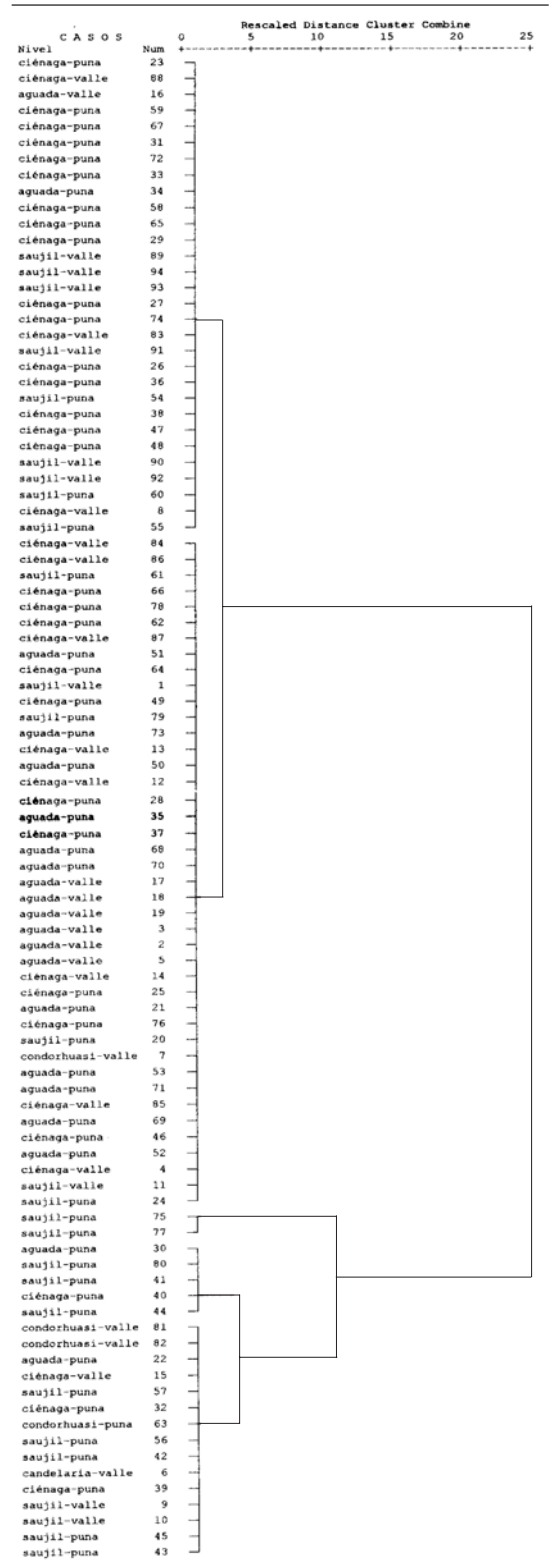 Rescaled Distance Cluster Combine
C A S O S 0 5 10 15 20 25
Nivel Num
ciénaga-puna 23
ciénaga-valle 88
aguada-valle 16
ciénaga-puna 59
ciénaga-puna 67
ciénaga-puna 31
ciénaga-puna 72
ciénaga-puna 33
aguada-puna 34
ciénaga-puna 58
ciénaga-puna 65
ciénaga-puna 29
saujil-valle 89
saujil-valle 94
saujil-valle 93
ciénaga-puna 27
ciénaga-puna 74
ciénaga-valle 83
saujil-valle 91
ciénaga-puna 26
ciénaga-puna 36
saujil-puna 54
ciénaga-puna 38
ciénaga-puna 47
ciénaga-puna 48
saujil-valle 90
saujil-valle 92
saujil-puna 60
ciénaga-valle 8
saujil-puna 55
ciénaga-valle 84
ciénaga-valle 86
saujil-puna 61
ciénaga-puna 66
ciénaga-puna 78
ciénaga-puna 62
ciénaga-valle 87
aguada-puna 51
ciénaga-puna 64
saujil-valle 1
ciénaga-puna 49
saujil-puna 79
aguada-puna 73
ciénaga-valle 13
aguada-puna 50
ciénaga-valle 12
ciénaga-puna 28
aguada-puna 35
ciénaga-puna 37
aguada-puna 68
aguada-puna 70
aguada-valle 17
aguada-valle 18
aguada-valle 19
aguada-valle 3
aguada-valle 2
aguada-valle 5
ciénaga-valle 14
ciénaga-puna 25
aguada-puna 21
ciénaga-puna 76
saujil-puna 20
condorhuasi-valle 7
aguada-puna 53
aguada-puna 71
ciénaga-valle 85
aguada-puna 69
ciénaga-puna 46
aguada-puna 52
ciénaga-valle 4
saujil-valle 11
saujil-puna 24
saujil-puna 75
saujil-puna 77
aguada-puna 30
saujil-puna 80
saujil-puna 41
ciénaga-puna 40
saujil-puna 44
condorhuasi-valle 81
condorhuasi-valle 82
aguada-puna 22
ciénaga-valle 15
saujil-puna 57
ciénaga-puna 32
condorhuasi-puna 63
saujil-puna 56
saujil-puna 42
candelaria-valle 6
ciénaga-puna 39
saujil-valle 9
saujil-valle 10
saujil-puna 45
saujil-puna 43